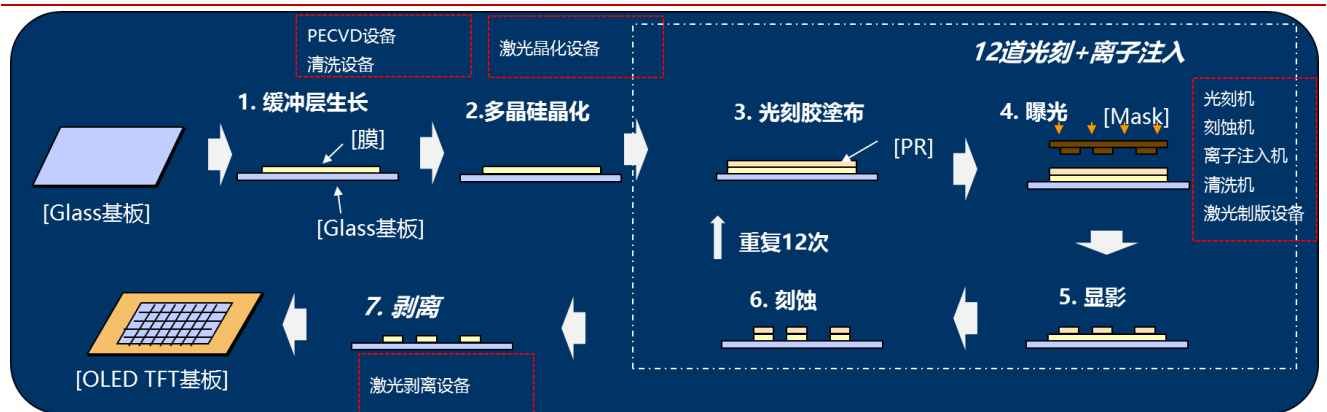 PECVD设备
清洗设备
激光晶化设备
12道光刻+离子注入
1. 缓冲层生长
2.多晶硅晶化
3. 光刻胶塗布
4. 曝光
[Mask]
光刻机
刻蚀机
离子注入机
清洗机
激光制版设备
[膜]
[PR]
[Glass基板]
[Glass基板]
重复12次
7. 剥离
6. 刻蚀
5. 显影
[OLED TFT基板]
激光剥离设备